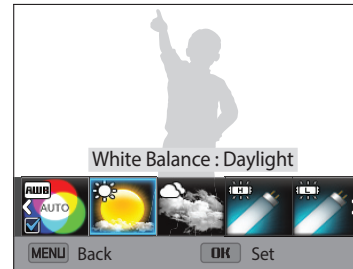 White Balance : Daylight
AWB
AUTO
H
L
MENU Back
OK Set